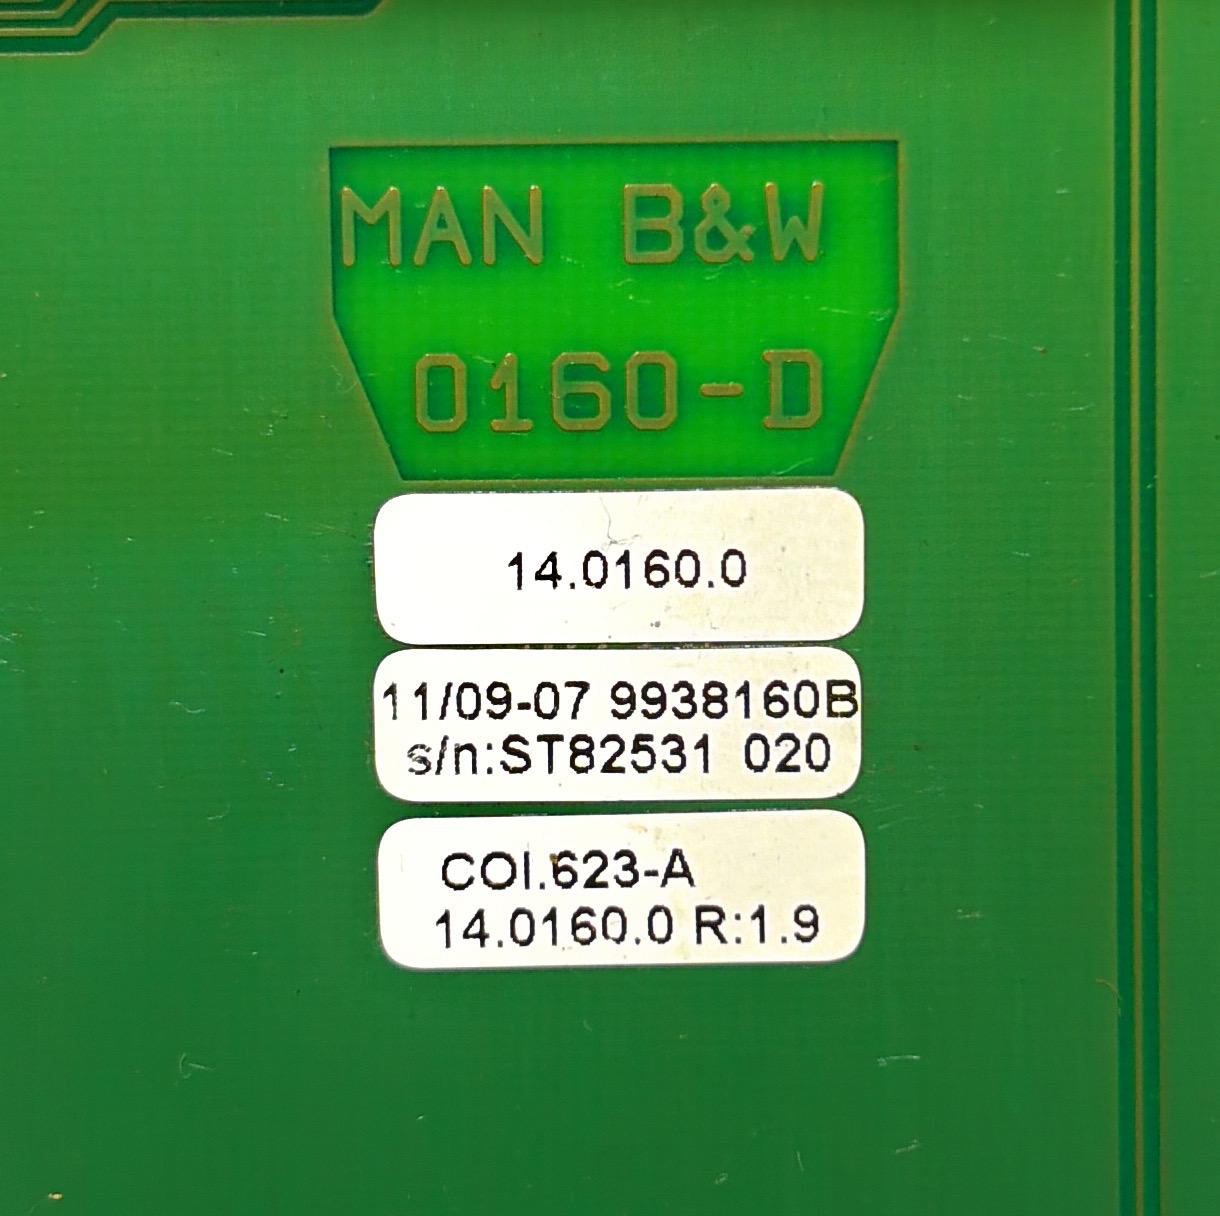 MAN B&W
0160-D
14.0160.0
11/09-07 9938160B
s/n:ST82531 020
COI.623-A
14.0160.0 R:1.9